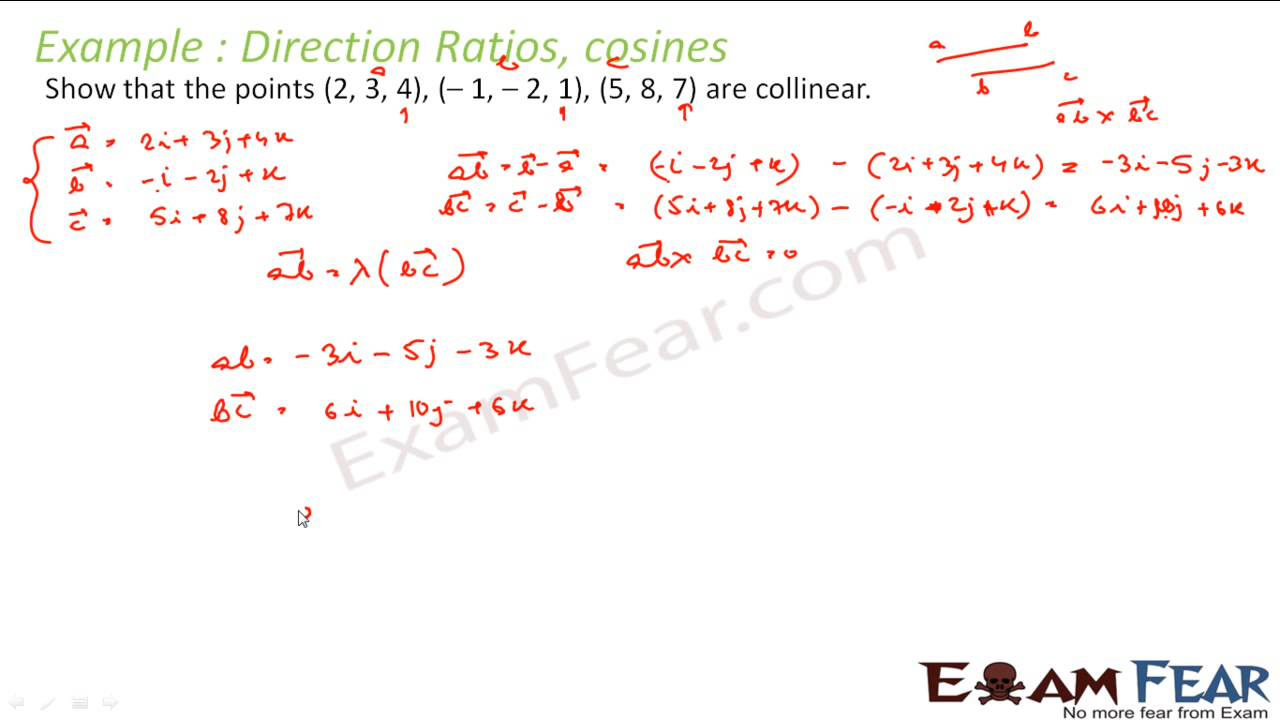 Example : Direction Ratios, cosines
a b c
Show that the points (2, 3, 4), (– 1, – 2, 1), (5, 8, 7) are collinear.
a b
b c
ab × bc
a = 2i + 3j + 4k
b = -i - 2j + k
c = 5i + 8j + 7k
ab = b - a = (-i - 2j + k) - (2i + 3j + 4k) = -3i - 5j - 3k
bc = c - b = (5i + 8j + 7k) - (-i - 2j + k) = 6i + 10j + 6k
ab = λ(bc)
ab × bc = 0
ab = -3i - 5j - 3k
bc = 6i + 10j + 6k
ExamFear.com
EXAM FEAR
No more fear from Exam